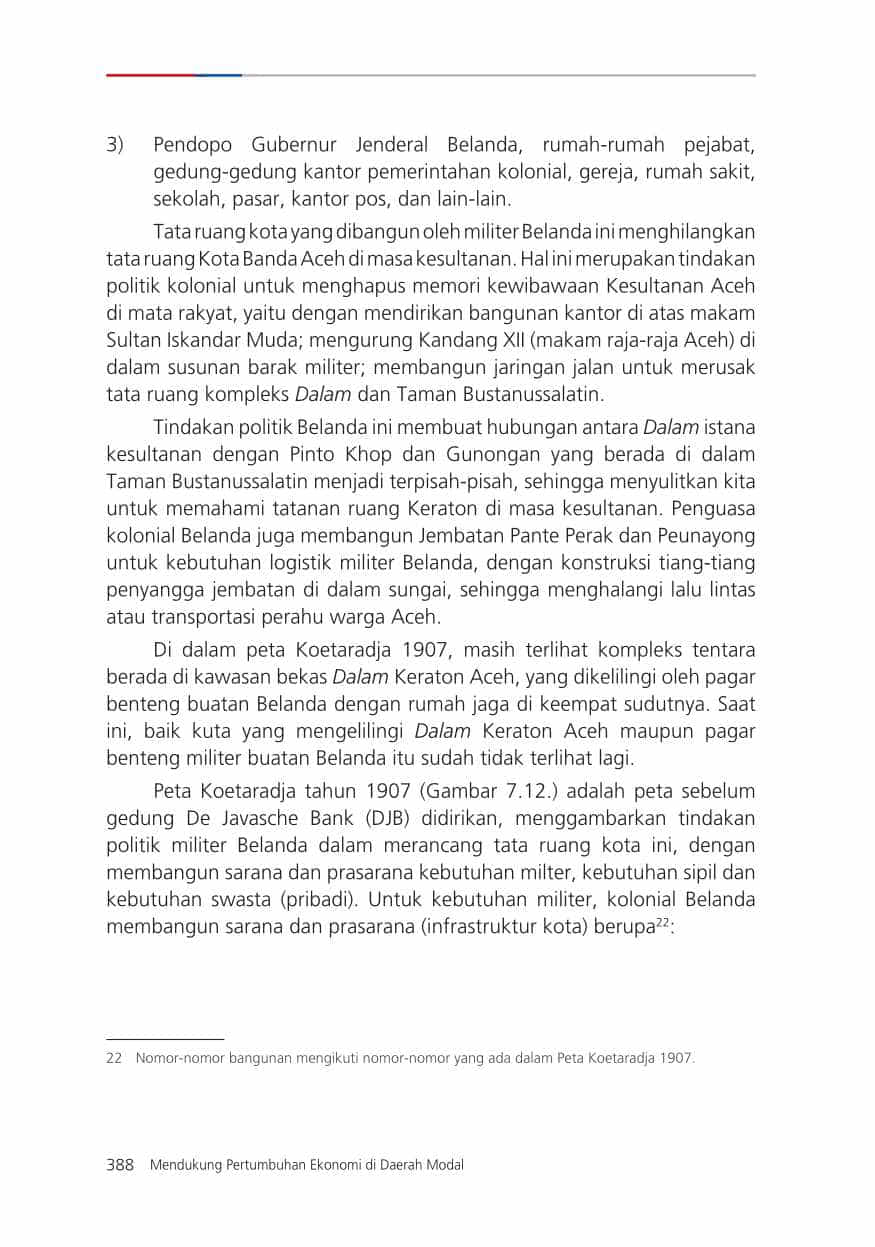 3) Pendopo Gubernur Jenderal Belanda, rumah-rumah pejabat,
gedung-gedung kantor pemerintahan kolonial, gereja, rumah sakit,
sekolah, pasar, kantor pos, dan lain-lain.
Tata ruang kota yang dibangun oleh militer Belanda ini menghilangkan
tata ruang Kota Banda Aceh di masa kesultanan. Hal ini merupakan tindakan
politik kolonial untuk menghapus memori kewibawaan Kesultanan Aceh
di mata rakyat, yaitu dengan mendirikan bangunan kantor di atas makam
Sultan Iskandar Muda; mengurung Kandang XII (makam raja-raja Aceh) di
dalam susunan barak militer; membangun jaringan jalan untuk merusak
tata ruang kompleks Dalam dan Taman Bustanussalatin.
Tindakan politik Belanda ini membuat hubungan antara Dalam istana
kesultanan dengan Pinto Khop dan Gunongan yang berada di dalam
Taman Bustanussalatin menjadi terpisah-pisah, sehingga menyulitkan kita
untuk memahami tatanan ruang Keraton di masa kesultanan. Penguasa
kolonial Belanda juga membangun Jembatan Pante Perak dan Peunayong
untuk kebutuhan logistik militer Belanda, dengan konstruksi tiang-tiang
penyangga jembatan di dalam sungai, sehingga menghalangi lalu lintas
atau transportasi perahu warga Aceh.
Di dalam peta Koetaradja 1907, masih terlihat kompleks tentara
berada di kawasan bekas Dalam Keraton Aceh, yang dikelilingi oleh pagar
benteng buatan Belanda dengan rumah jaga di keempat sudutnya. Saat
ini, baik kuta yang mengelilingi Dalam Keraton Aceh maupun pagar
benteng militer buatan Belanda itu sudah tidak terlihat lagi.
Peta Koetaradja tahun 1907 (Gambar 7.12.) adalah peta sebelum
gedung De Javasche Bank (DJB) didirikan, menggambarkan tindakan
politik militer Belanda dalam merancang tata ruang kota ini, dengan
membangun sarana dan prasarana kebutuhan milter, kebutuhan sipil dan
kebutuhan swasta (pribadi). Untuk kebutuhan militer, kolonial Belanda
membangun sarana dan prasarana (infrastruktur kota) berupa²²:
22 Nomor-nomor bangunan mengikuti nomor-nomor yang ada dalam Peta Koetaradja 1907.
388 Mendukung Pertumbuhan Ekonomi di Daerah Modal